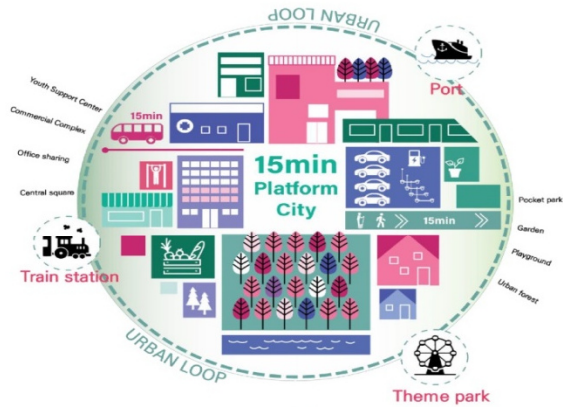 URBAN LOOP
Port
Youth Support Center
Commercial Complex
Office sharing
Central square
15min
15min
Platform
City
15min
Pocket park
Garden
Playground
Urban forest
Train station
URBAN LOOP
Theme park